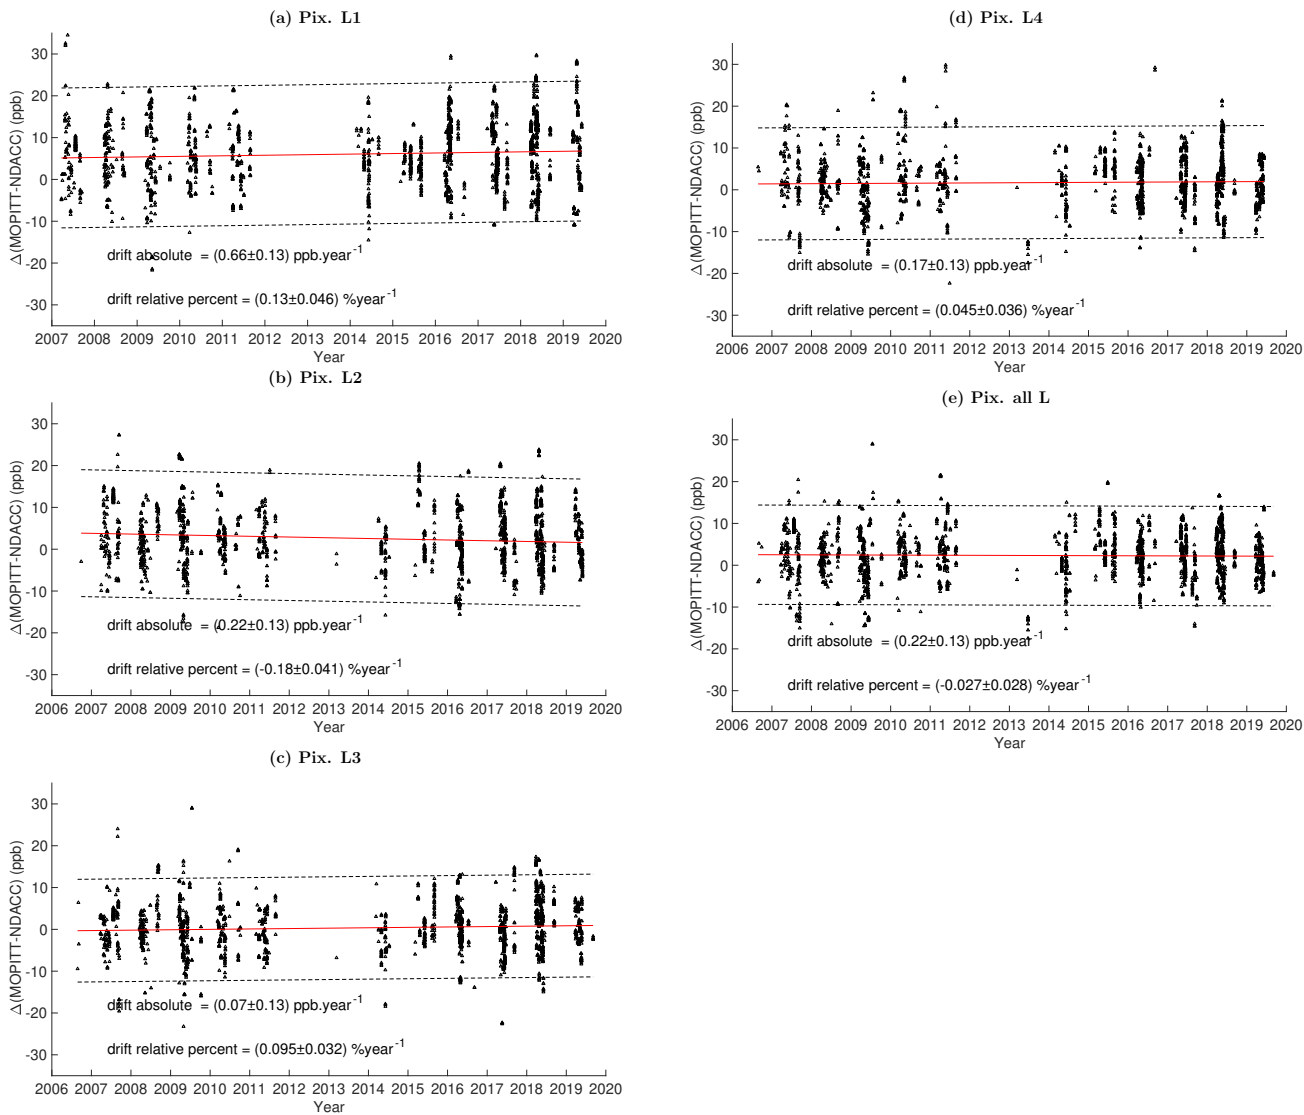 (a) Pix. L1
Δ(MOPITT-NDACC) (ppb)
30
20
10
0
-10
-20
-30
drift absolute = (0.66±0.13) ppb.year-1
drift relative percent = (0.13±0.046) %year-1
2007 2008 2009 2010 2011 2012 2013 2014 2015 2016 2017 2018 2019 2020
Year
(b) Pix. L2
Δ(MOPITT-NDACC) (ppb)
30
20
10
0
-10
-20
-30
drift absolute = (0.22±0.13) ppb.year-1
drift relative percent = (-0.18±0.041) %year-1
2006 2007 2008 2009 2010 2011 2012 2013 2014 2015 2016 2017 2018 2019 2020
Year
(c) Pix. L3
Δ(MOPITT-NDACC) (ppb)
30
20
10
0
-10
-20
-30
drift absolute = (0.07±0.13) ppb.year-1
drift relative percent = (0.095±0.032) %year-1
2006 2007 2008 2009 2010 2011 2012 2013 2014 2015 2016 2017 2018 2019 2020
Year
(d) Pix. L4
Δ(MOPITT-NDACC) (ppb)
30
20
10
0
-10
-20
-30
drift absolute = (0.17±0.13) ppb.year-1
drift relative percent = (0.045±0.036) %year-1
2006 2007 2008 2009 2010 2011 2012 2013 2014 2015 2016 2017 2018 2019 2020
Year
(e) Pix. all L
Δ(MOPITT-NDACC) (ppb)
30
20
10
0
-10
-20
-30
drift absolute = (0.22±0.13) ppb.year-1
drift relative percent = (-0.027±0.028) %year-1
2006 2007 2008 2009 2010 2011 2012 2013 2014 2015 2016 2017 2018 2019 2020
Year